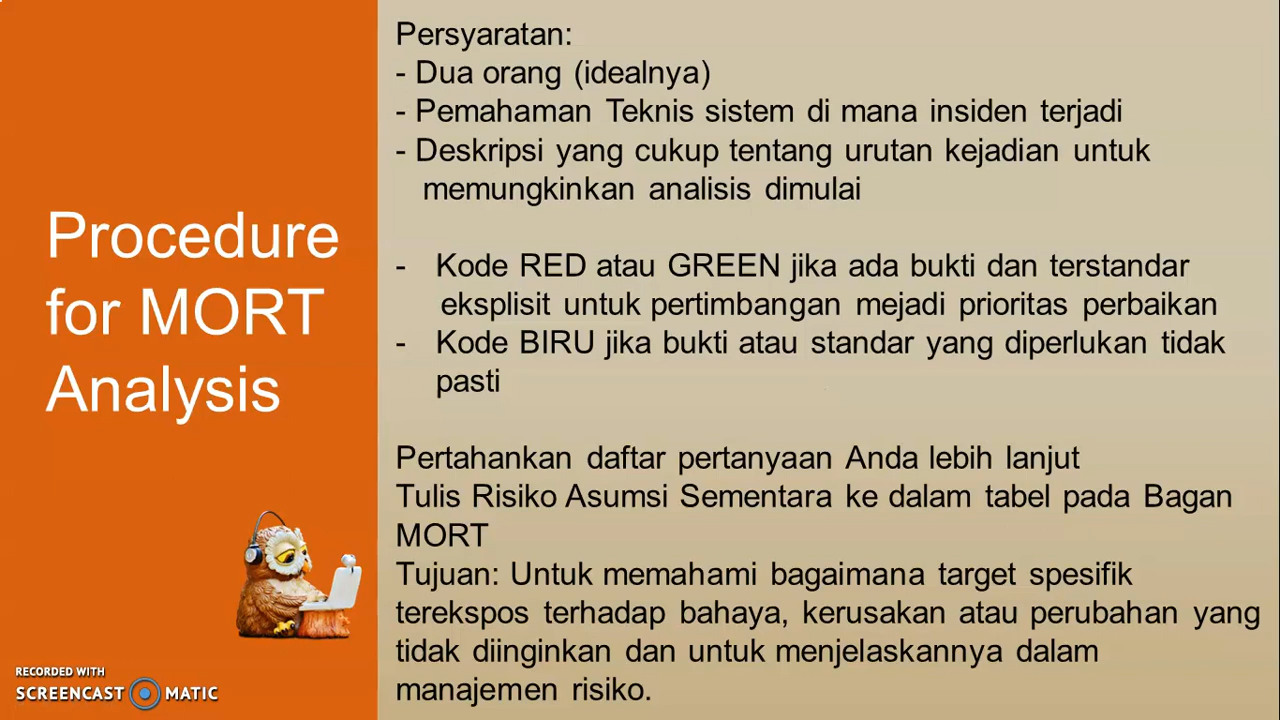 Procedure
for MORT
Analysis
Persyaratan:
- Dua orang (idealnya)
- Pemahaman Teknis sistem di mana insiden terjadi
- Deskripsi yang cukup tentang urutan kejadian untuk
memungkinkan analisis dimulai
- Kode RED atau GREEN jika ada bukti dan terstandar
eksplisit untuk pertimbangan mejadi prioritas perbaikan
- Kode BIRU jika bukti atau standar yang diperlukan tidak
pasti
Pertahankan daftar pertanyaan Anda lebih lanjut
Tulis Risiko Asumsi Sementara ke dalam tabel pada Bagan
MORT
Tujuan: Untuk memahami bagaimana target spesifik
terekspos terhadap bahaya, kerusakan atau perubahan yang
tidak diinginkan dan untuk menjelaskannya dalam
manajemen risiko.
RECORDED WITH
SCREENCAST MATIC